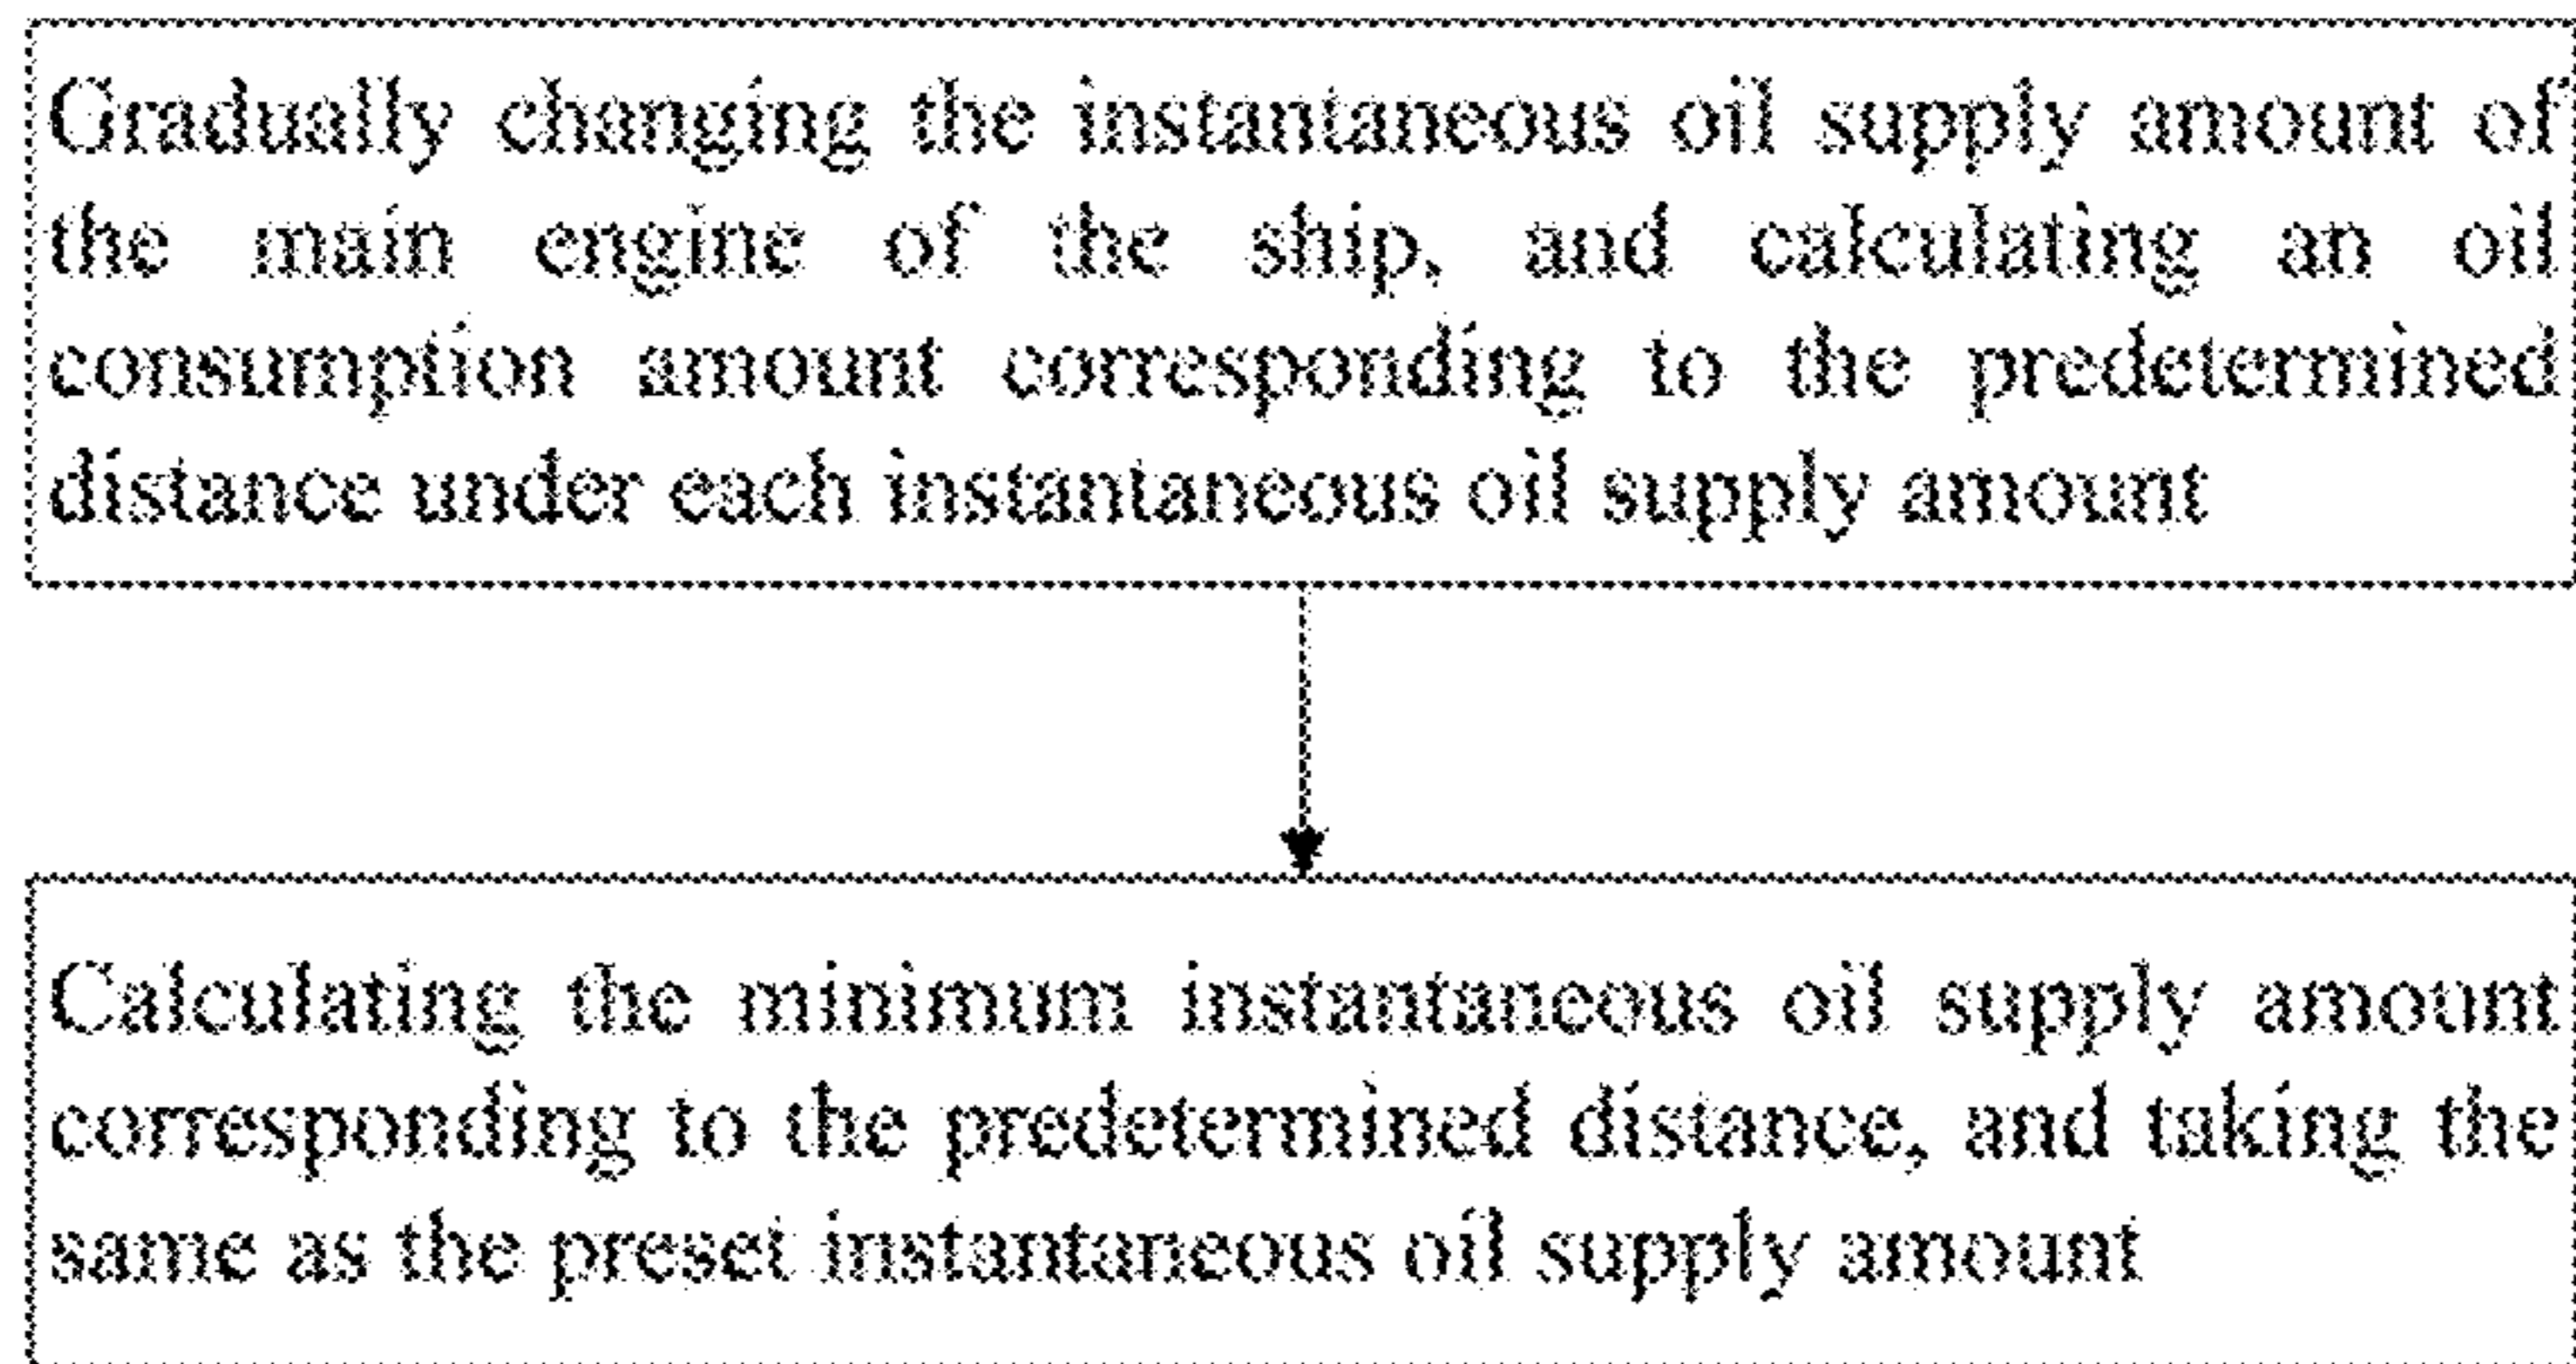 Gradually changing the instantaneous oil supply amount of
the main engine of the ship, and calculating an oil
consumption amount corresponding to the predetermined
distance under each instantaneous oil supply amount
Calculating the minimum instantaneous oil supply amount
corresponding to the predetermined distance, and taking the
same as the preset instantaneous oil supply amount